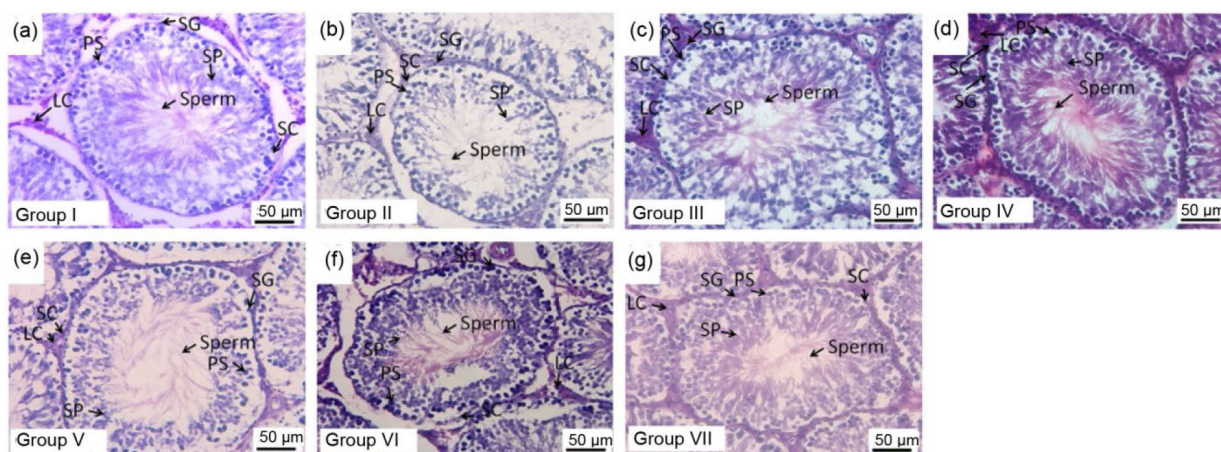 (a)
SG
PS
SP
Sperm
LC
SC
Group I
50 µm
(b)
SG
SC
PS
SP
LC
Sperm
Group II
50 µm
(c)
PS
SG
SC
Sperm
SP
LC
Group III
50 µm
(d)
PS
LC
SC
SP
SG
Sperm
Group IV
50 µm
(e)
SG
SC
LC
Sperm
PS
SP
Group V
50 µm
(f)
SG
Sperm
SP
LC
PS
SC
Group VI
50 µm
(g)
SG PS
SC
LC
SP
Sperm
Group VII
50 µm